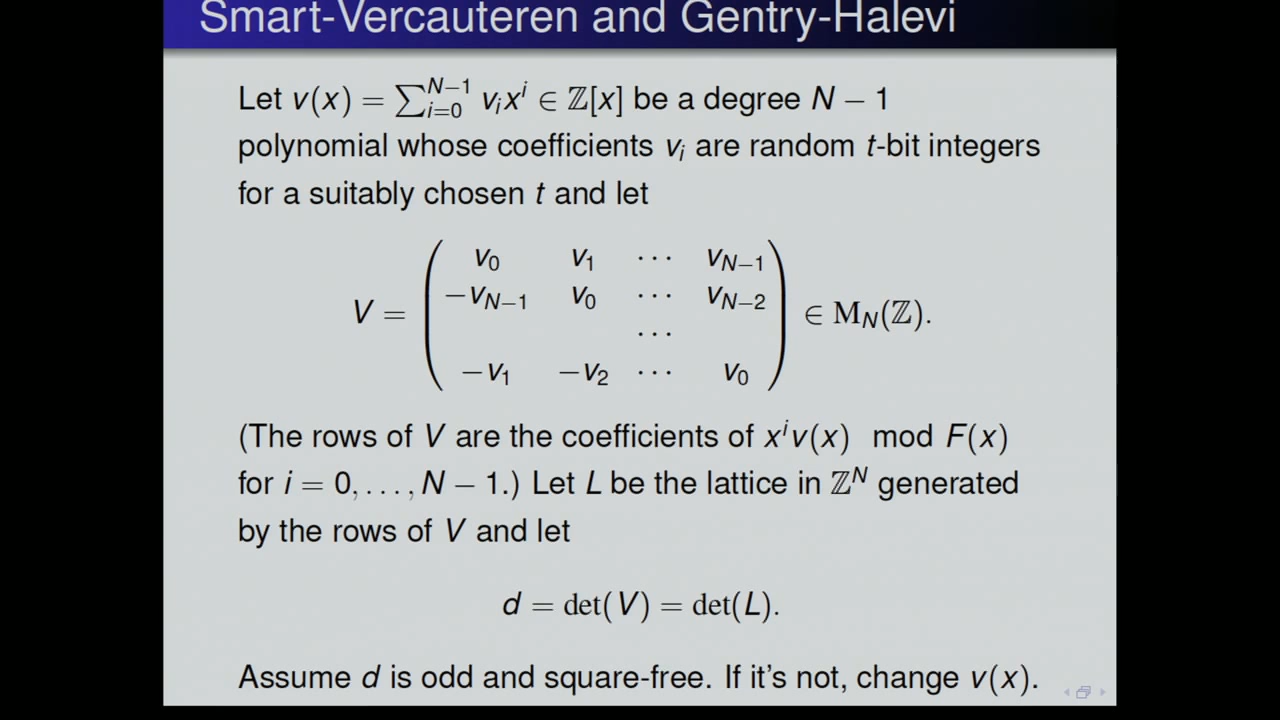 Smart-Vercauteren and Gentry-Halevi
Let v(x) = ∑_{i=0}^{N−1} v_i x^i ∈ ℤ[x] be a degree N − 1
polynomial whose coefficients v_i are random t-bit integers
for a suitably chosen t and let
V = ( v_0 v_1 ⋯ v_{N−1}
−v_{N−1} v_0 ⋯ v_{N−2}
⋯
−v_1 −v_2 ⋯ v_0 ) ∈ M_N(ℤ).
(The rows of V are the coefficients of x^i v(x) mod F(x)
for i = 0, . . . , N − 1.) Let L be the lattice in ℤ^N generated
by the rows of V and let
d = det(V) = det(L).
Assume d is odd and square-free. If it's not, change v(x).